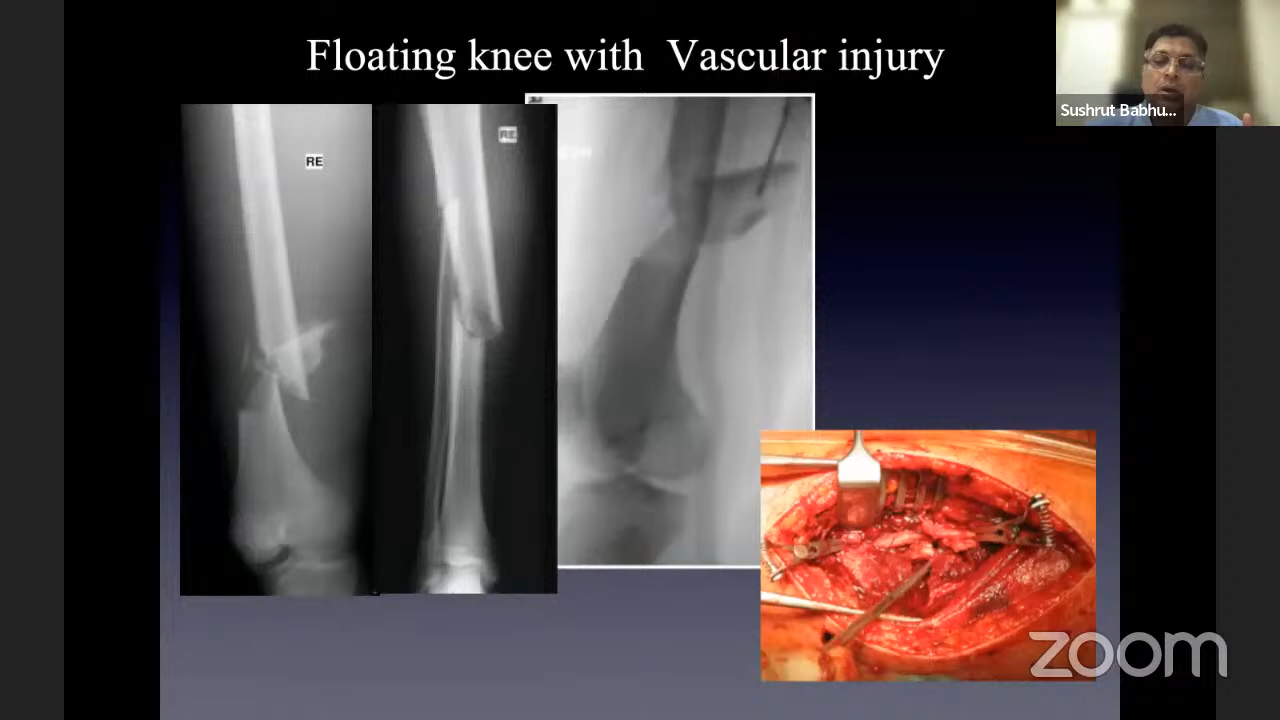 Floating knee with Vascular injury
Sushrut Babhu...
RE
RE
zoom